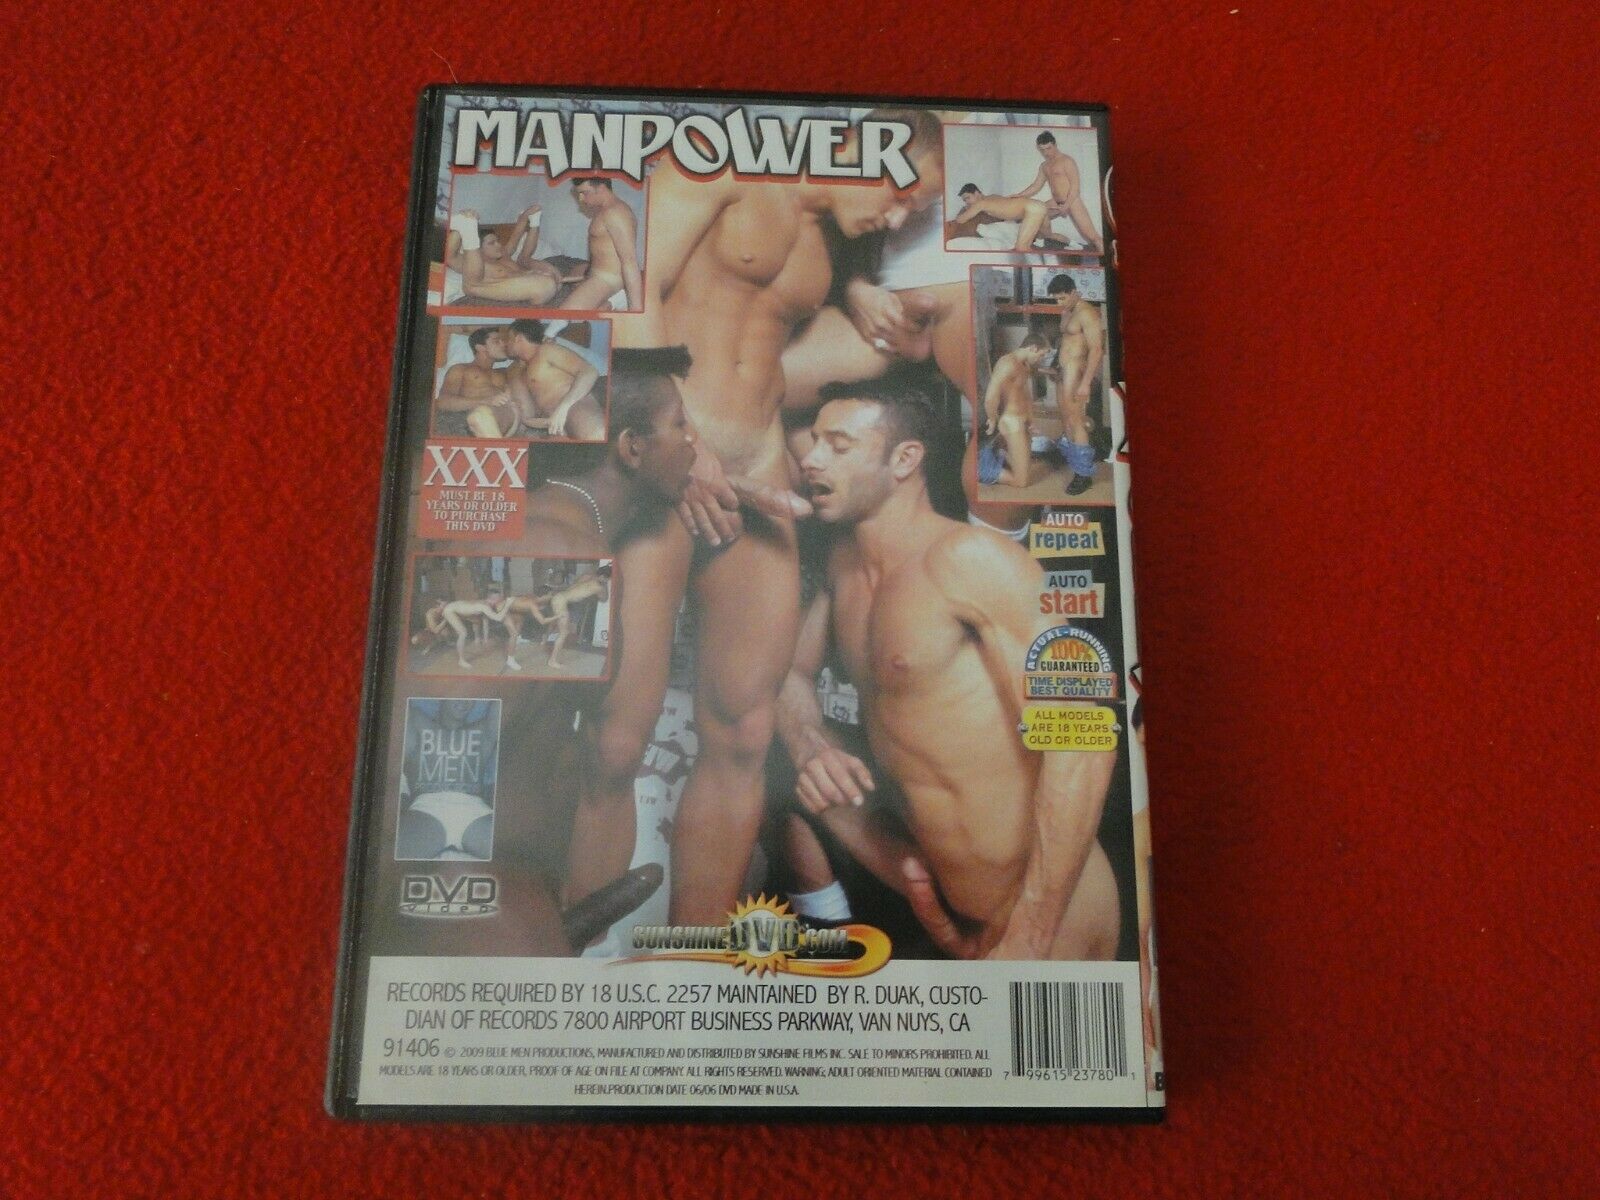 MANPOWER
XXX
MUST BE 18
YEARS OR OLDER
TO PURCHASE
THIS DVD
AUTO
repeat
AUTO
start
ACTUAL-RUNNING
100%
GUARANTEED
TIME DISPLAYED
BEST QUALITY
ALL MODELS
ARE 18 YEARS
OLD OR OLDER
BLUE
MEN
DVD
video
SUNSHINEDVD.COM
RECORDS REQUIRED BY 18 U.S.C. 2257 MAINTAINED BY R. DUAK, CUSTO-
DIAN OF RECORDS 7800 AIRPORT BUSINESS PARKWAY, VAN NUYS, CA
91406 © 2009 BLUE MEN PRODUCTIONS, MANUFACTURED AND DISTRIBUTED BY SUNSHINE FILMS INC. SALE TO MINORS PROHIBITED. ALL
MODELS ARE 18 YEARS OR OLDER, PROOF OF AGE ON FILE AT COMPANY. ALL RIGHTS RESERVED. WARNING; ADULT ORIENTED MATERIAL CONTAINED
HEREIN.PRODUCTION DATE 06/06 DVD MADE IN U.S.A.
7 99615 23780 1